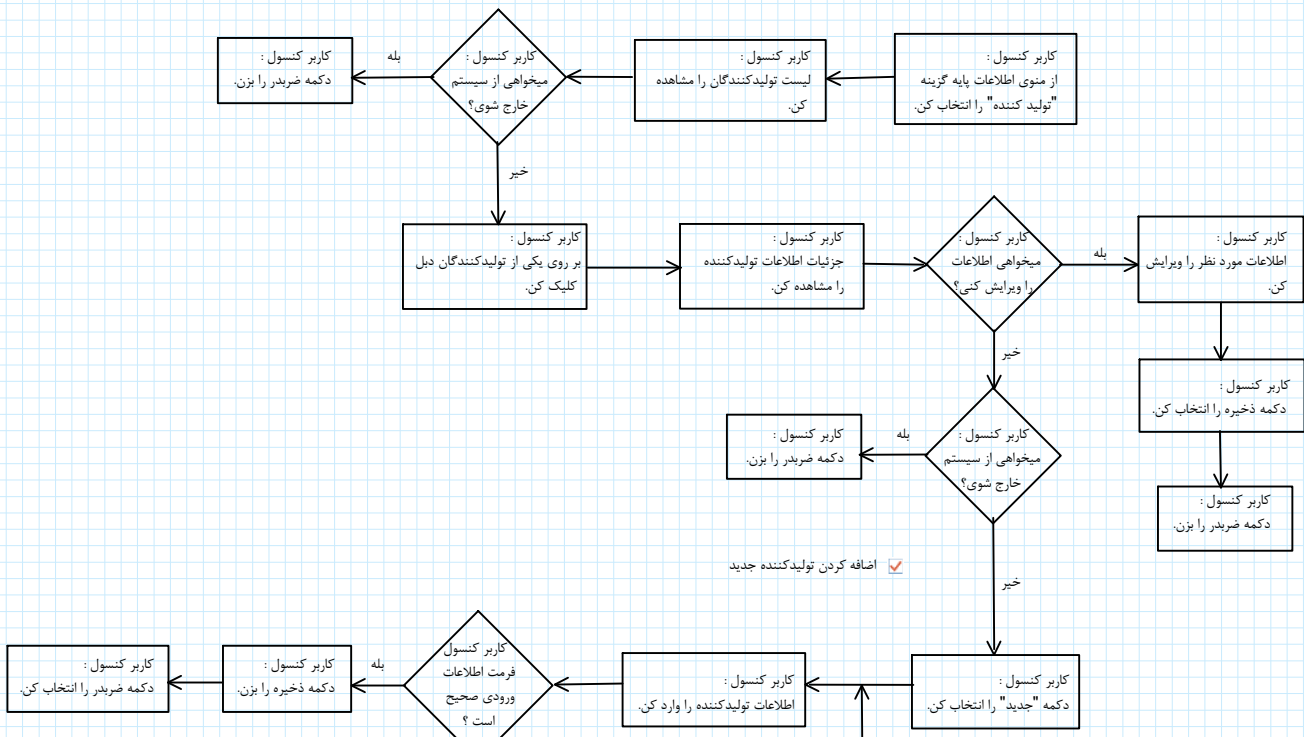 کاربر کنسول :
از منوی اطلاعات پایه گزینه
"تولید کننده" را انتخاب کن.
کاربر کنسول :
لیست تولیدکنندگان را مشاهده
کن.
کاربر کنسول :
میخواهی از سیستم
خارج شوی؟
بله
کاربر کنسول :
دکمه ضربدر را بزن.
خیر
کاربر کنسول :
بر روی یکی از تولیدکنندگان دبل
کلیک کن.
کاربر کنسول :
جزئیات اطلاعات تولیدکننده
را مشاهده کن.
کاربر کنسول :
میخواهی اطلاعات
را ویرایش کنی؟
بله
کاربر کنسول :
اطلاعات مورد نظر را ویرایش
کن.
کاربر کنسول :
دکمه ذخیره را انتخاب کن.
کاربر کنسول :
دکمه ضربدر را بزن.
خیر
کاربر کنسول :
میخواهی از سیستم
خارج شوی؟
بله
کاربر کنسول :
دکمه ضربدر را بزن.
خیر
اضافه کردن تولیدکننده جدید
کاربر کنسول :
دکمه "جدید" را انتخاب کن.
کاربر کنسول :
اطلاعات تولیدکننده را وارد کن.
کاربر کنسول
فرمت اطلاعات
ورودی صحیح
است ؟
بله
کاربر کنسول :
دکمه ذخیره را بزن.
کاربر کنسول :
دکمه ضربدر را انتخاب کن.